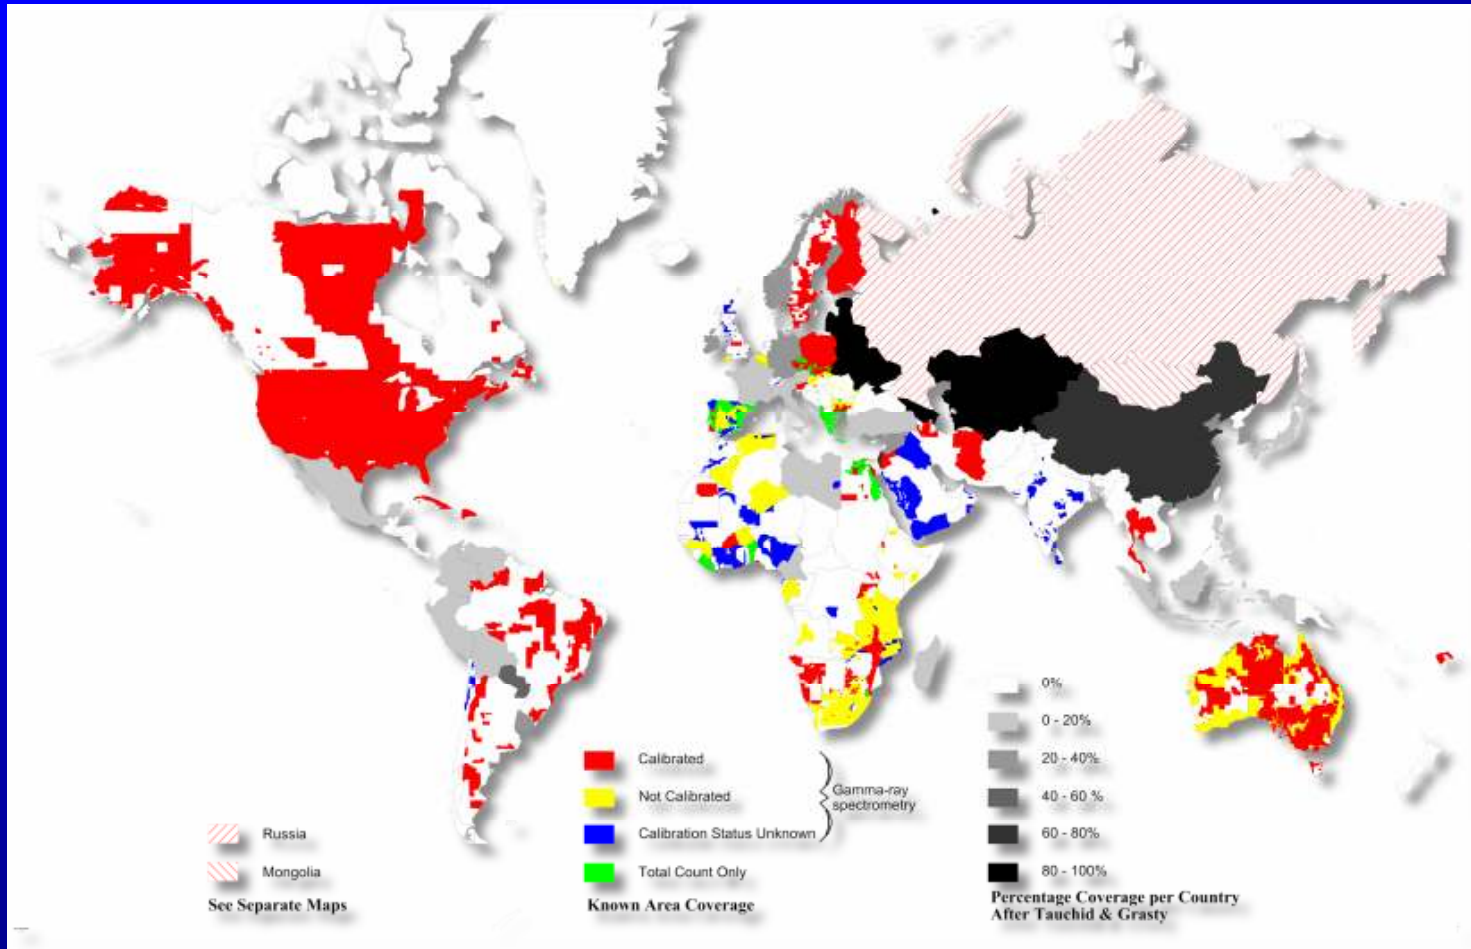 0%
0 - 20%
20 - 40%
40 - 60 %
60 - 80%
80 - 100%
Percentage Coverage per Country
After Tauchid & Grasty
Calibrated
Not Calibrated
Calibration Status Unknown
Gamma-ray
spectrometry
Total Count Only
Known Area Coverage
Russia
Mongolia
See Separate Maps